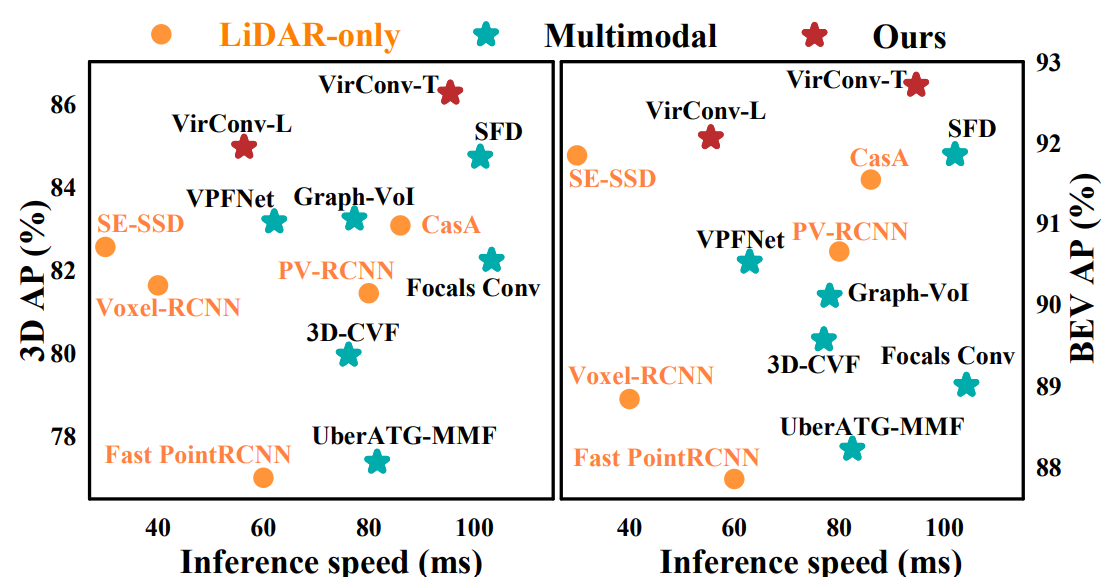 LiDAR-only Multimodal Ours
3D AP (%)
86
84
82
80
78
VirConv-T
VirConv-L
SFD
VPFNet
Graph-VoI
SE-SSD
CasA
PV-RCNN
Focals Conv
Voxel-RCNN
3D-CVF
UberATG-MMF
Fast PointRCNN
40 60 80 100
Inference speed (ms)
VirConv-T
VirConv-L
SFD
CasA
SE-SSD
PV-RCNN
VPFNet
Graph-VoI
3D-CVF
Focals Conv
Voxel-RCNN
UberATG-MMF
Fast PointRCNN
93
92
91
90
89
88
BEV AP (%)
40 60 80 100
Inference speed (ms)